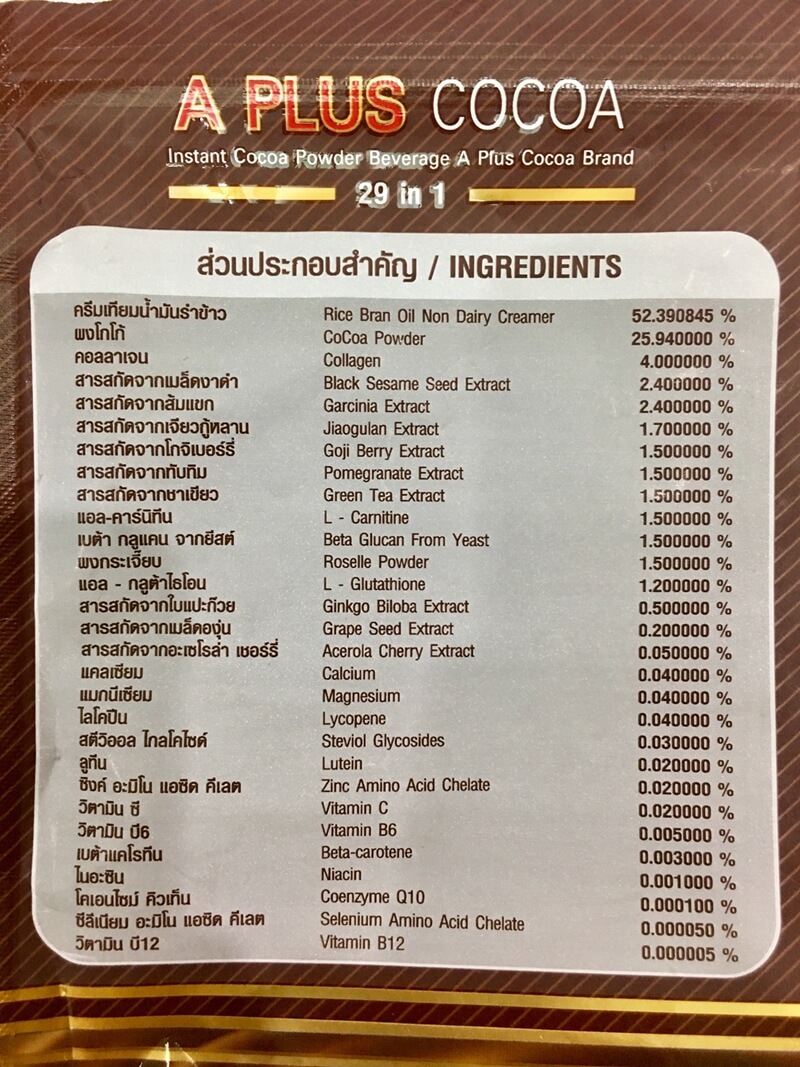 A PLUS COCOA
Instant Cocoa Powder Beverage A Plus Cocoa Brand
29 in 1
ส่วนประกอบสำคัญ / INGREDIENTS
ครีมเทียมน้ำมันรำข้าว Rice Bran Oil Non Dairy Creamer 52.390845 %
ผงโกโก้ CoCoa Powder 25.940000 %
คอลลาเจน Collagen 4.000000 %
สารสกัดจากเมล็ดงาดำ Black Sesame Seed Extract 2.400000 %
สารสกัดจากส้มแขก Garcinia Extract 2.400000 %
สารสกัดจากเจียวกู้หลาน Jiaogulan Extract 1.700000 %
สารสกัดจากโกจิเบอร์รี่ Goji Berry Extract 1.500000 %
สารสกัดจากทับทิม Pomegranate Extract 1.500000 %
สารสกัดจากชาเขียว Green Tea Extract 1.500000 %
แอล-คาร์นิทีน L - Carnitine 1.500000 %
เบต้า กลูแคน จากยีสต์ Beta Glucan From Yeast 1.500000 %
ผงกระเจี๊ยบ Roselle Powder 1.500000 %
แอล - กลูต้าไธโอน L - Glutathione 1.200000 %
สารสกัดจากใบแปะก๊วย Ginkgo Biloba Extract 0.500000 %
สารสกัดจากเมล็ดองุ่น Grape Seed Extract 0.200000 %
สารสกัดจากอะเซโรล่า เชอร์รี่ Acerola Cherry Extract 0.050000 %
แคลเซียม Calcium 0.040000 %
แมกนีเซียม Magnesium 0.040000 %
ไลโคปีน Lycopene 0.040000 %
สตีวิออล ไกลโคไซด์ Steviol Glycosides 0.030000 %
ลูทีน Lutein 0.020000 %
ซิงค์ อะมิโน แอซิด คีเลต Zinc Amino Acid Chelate 0.020000 %
วิตามิน ซี Vitamin C 0.020000 %
วิตามิน บี6 Vitamin B6 0.005000 %
เบต้าแคโรทีน Beta-carotene 0.003000 %
ไนอะซิน Niacin 0.001000 %
โคเอนไซม์ คิวเท็น Coenzyme Q10 0.000100 %
ซีลีเนียม อะมิโน แอซิด คีเลต Selenium Amino Acid Chelate 0.000050 %
วิตามิน บี12 Vitamin B12 0.000005 %